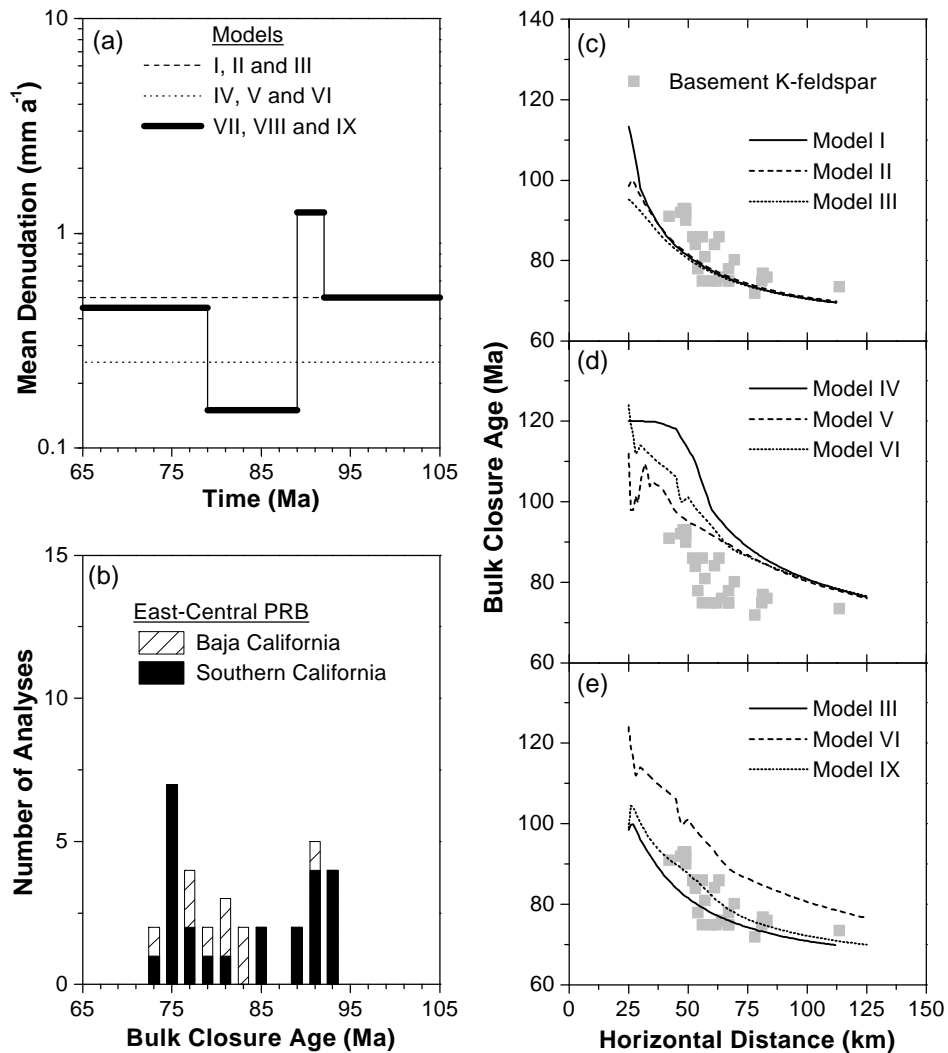 (a)
Models
I, II and III
IV, V and VI
VII, VIII and IX
10
1
0.1
Mean Denudation (mm a-1)
65 75 85 95 105
Time (Ma)
(b)
East-Central PRB
Baja California
Southern California
15
10
5
0
Number of Analyses
65 75 85 95 105
Bulk Closure Age (Ma)
(c)
Basement K-feldspar
Model I
Model II
Model III
140
120
100
80
60
(d)
Model IV
Model V
Model VI
120
100
80
60
Bulk Closure Age (Ma)
(e)
Model III
Model VI
Model IX
120
100
80
60
0 25 50 75 100 125 150
Horizontal Distance (km)